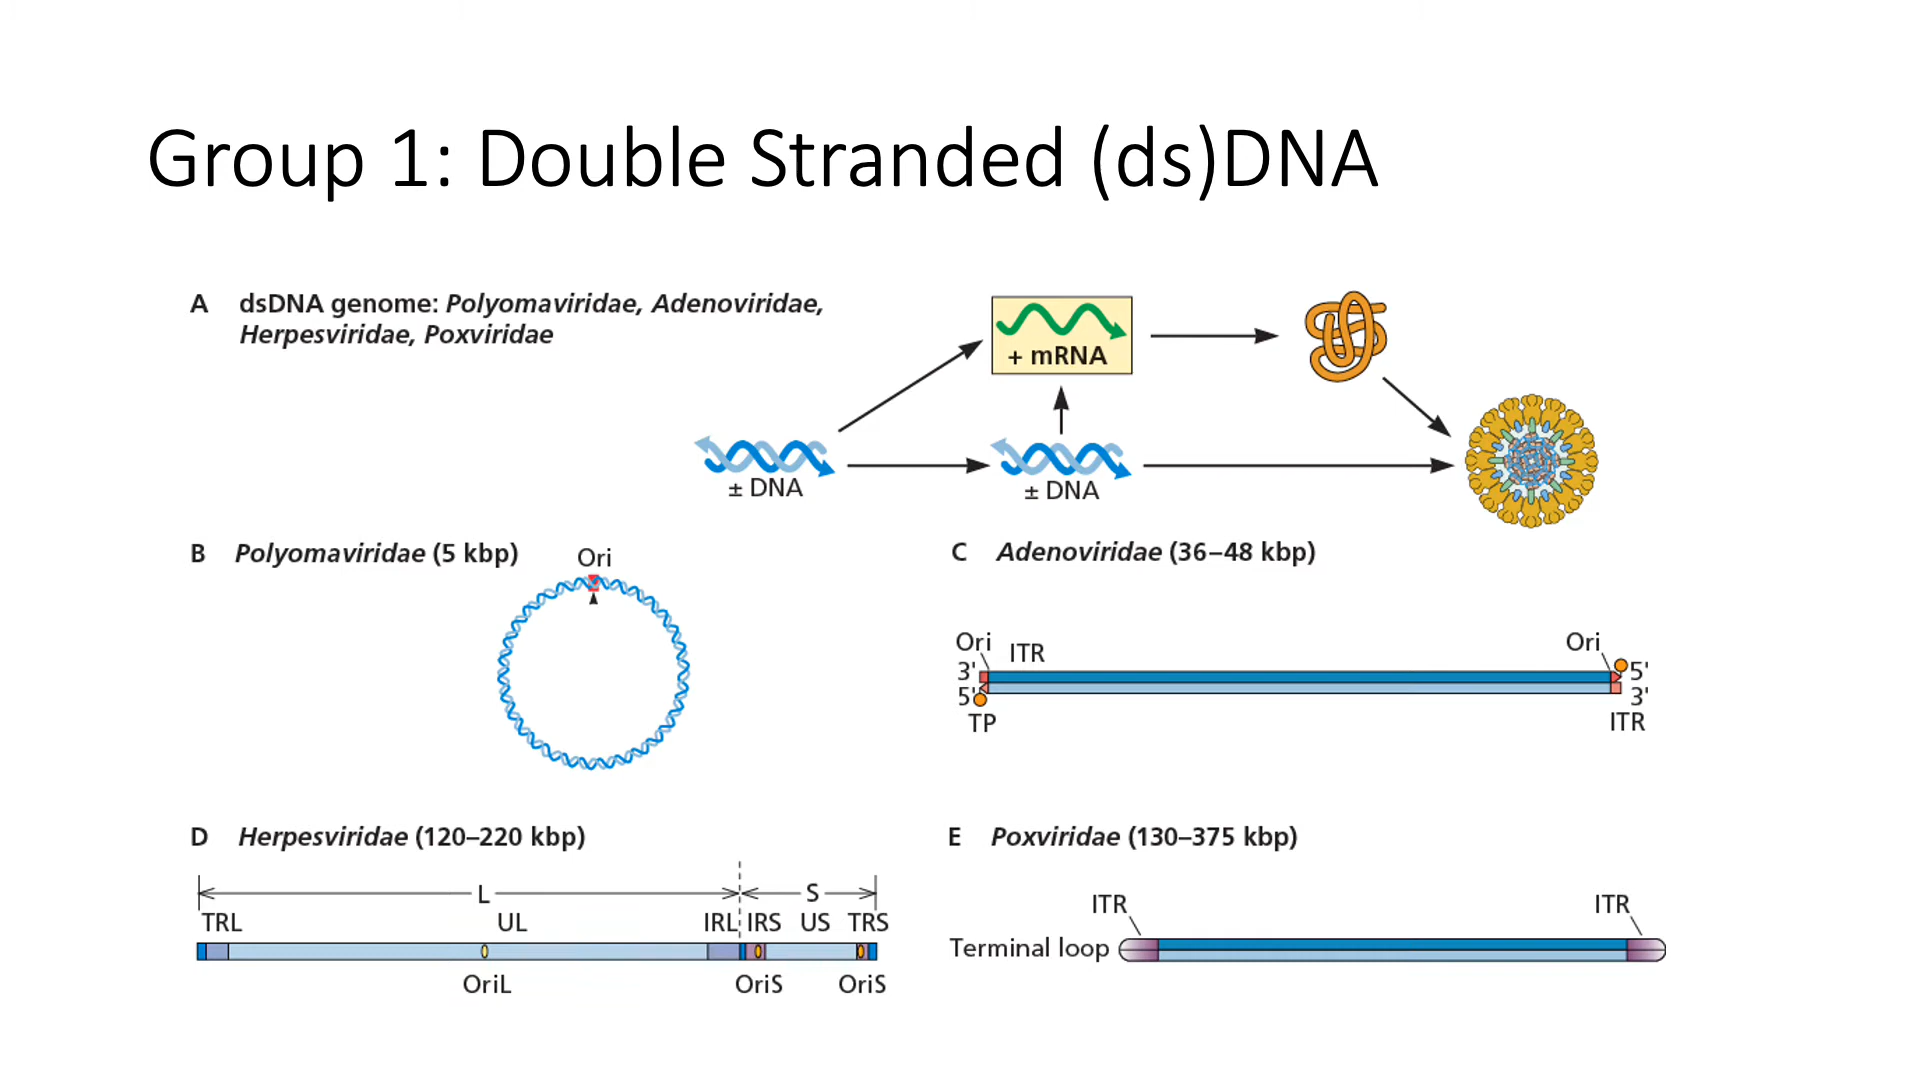 Group 1: Double Stranded (ds)DNA
A dsDNA genome: Polyomaviridae, Adenoviridae,
Herpesviridae, Poxviridae
+ mRNA
± DNA
± DNA
B Polyomaviridae (5 kbp)
Ori
C Adenoviridae (36–48 kbp)
Ori
ITR
Ori
3'
5'
5'
3'
TP
ITR
D Herpesviridae (120–220 kbp)
L
S
TRL
UL
IRL
IRS
US
TRS
OriL
OriS
OriS
E Poxviridae (130–375 kbp)
ITR
ITR
Terminal loop